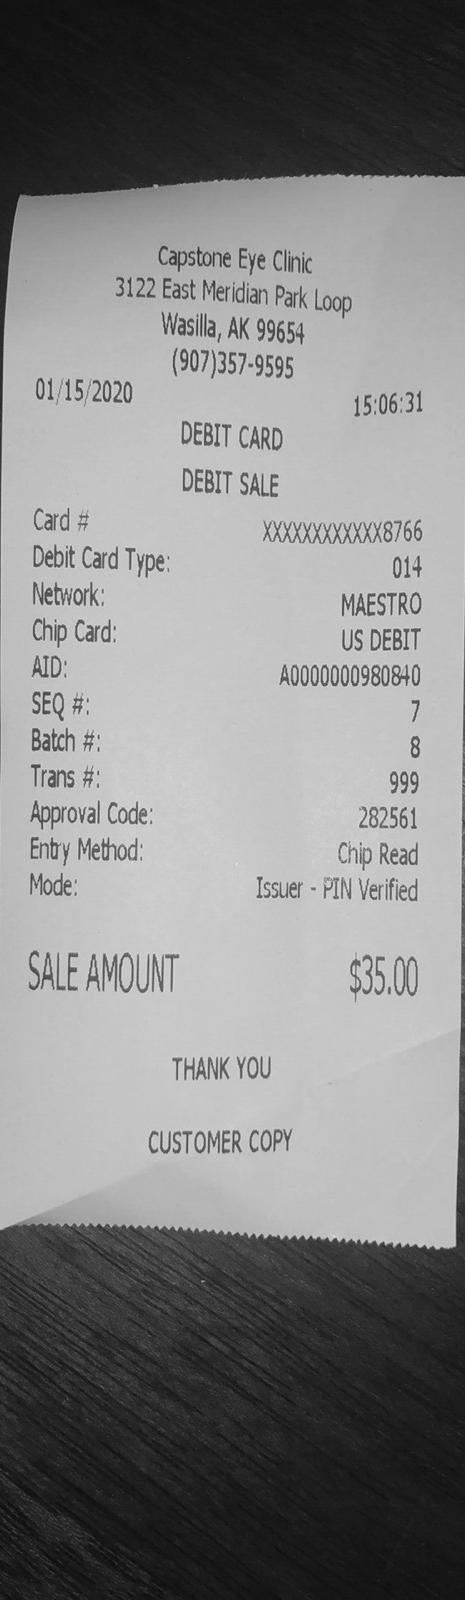 Capstone Eye Clinic
3122 East Meridian Park Loop
Wasilla, AK 99654
(907)357-9595
01/15/2020 15:06:31
DEBIT CARD
DEBIT SALE
Card # XXXXXXXXXXXX8766
Debit Card Type: 014
Network: MAESTRO
Chip Card: US DEBIT
AID: A0000000980840
SEQ #: 7
Batch #: 8
Trans #: 999
Approval Code: 282561
Entry Method: Chip Read
Mode: Issuer - PIN Verified
SALE AMOUNT $35.00
THANK YOU
CUSTOMER COPY